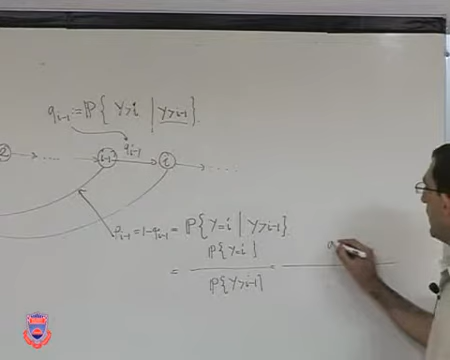 q_{i-1} := ℙ{ Y>i | Y>i-1 }.
2 → .... → i-1 → q_{i-1} → i → ....
p_{i-1} = 1-q_{i-1} = ℙ{ Y=i | Y>i-1 }.
= ℙ{ Y=i } / ℙ{ Y>i-1 } =